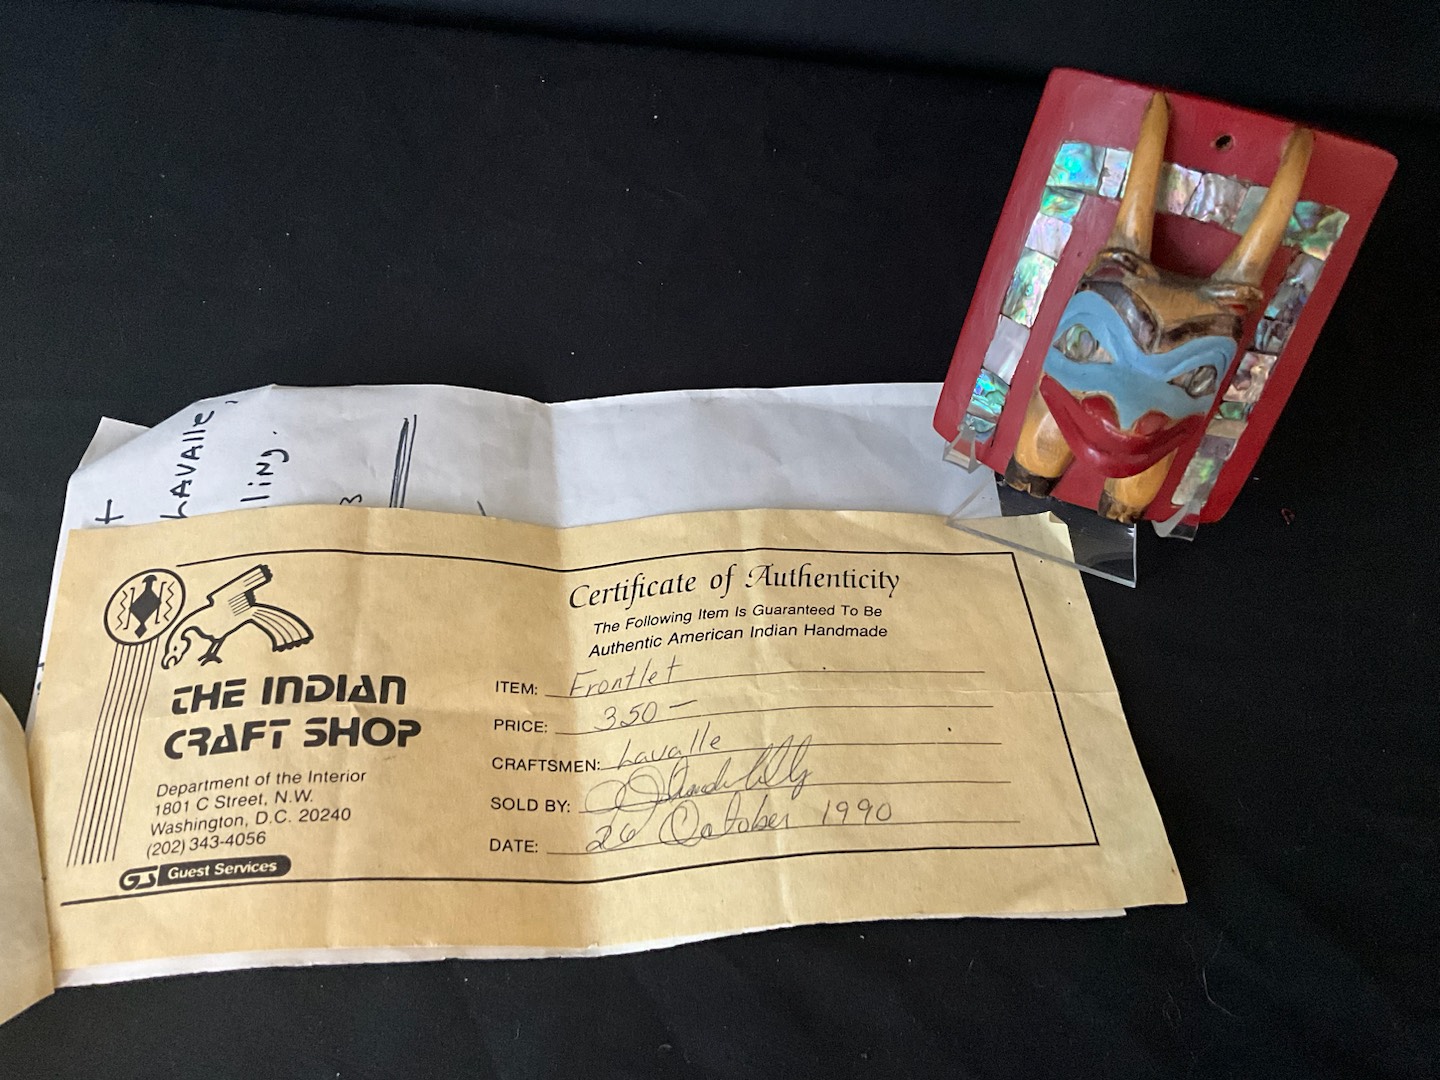 LAVAlle,
ling.
THE INDIAN
CRAFT SHOP
Department of the Interior
1801 C Street, N.W.
Washington, D.C. 20240
(202) 343-4056
GS Guest Services
Certificate of Authenticity
The Following Item Is Guaranteed To Be
Authentic American Indian Handmade
ITEM: Frontlet
PRICE: 350 —
CRAFTSMEN: Lavalle
SOLD BY:
DATE: 26 October 1990